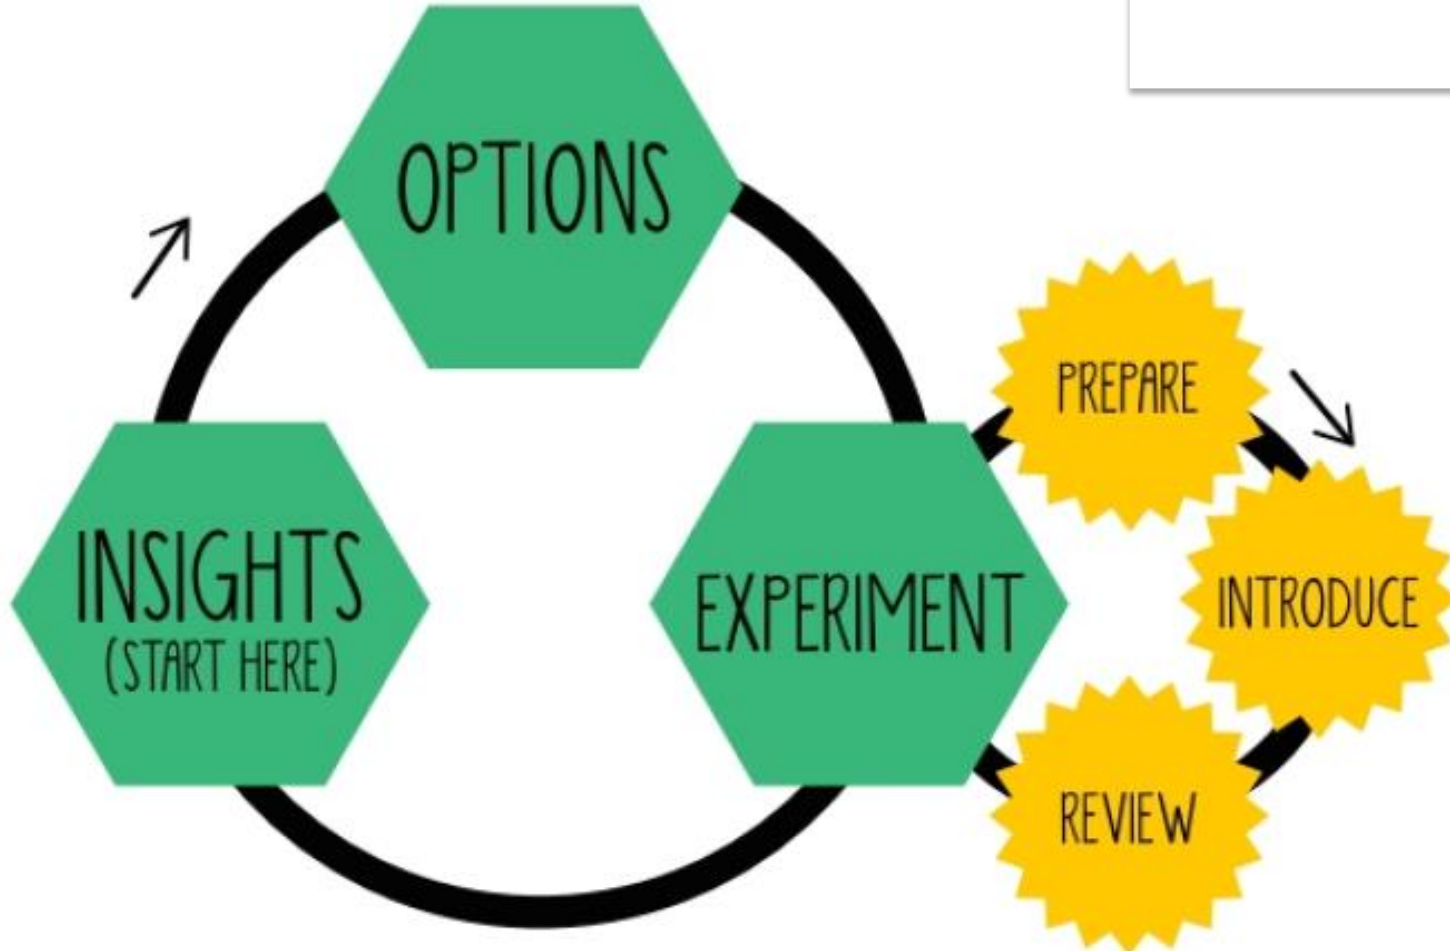 OPTIONS
PREPARE
INSIGHTS
(START HERE)
EXPERIMENT
INTRODUCE
REVIEW